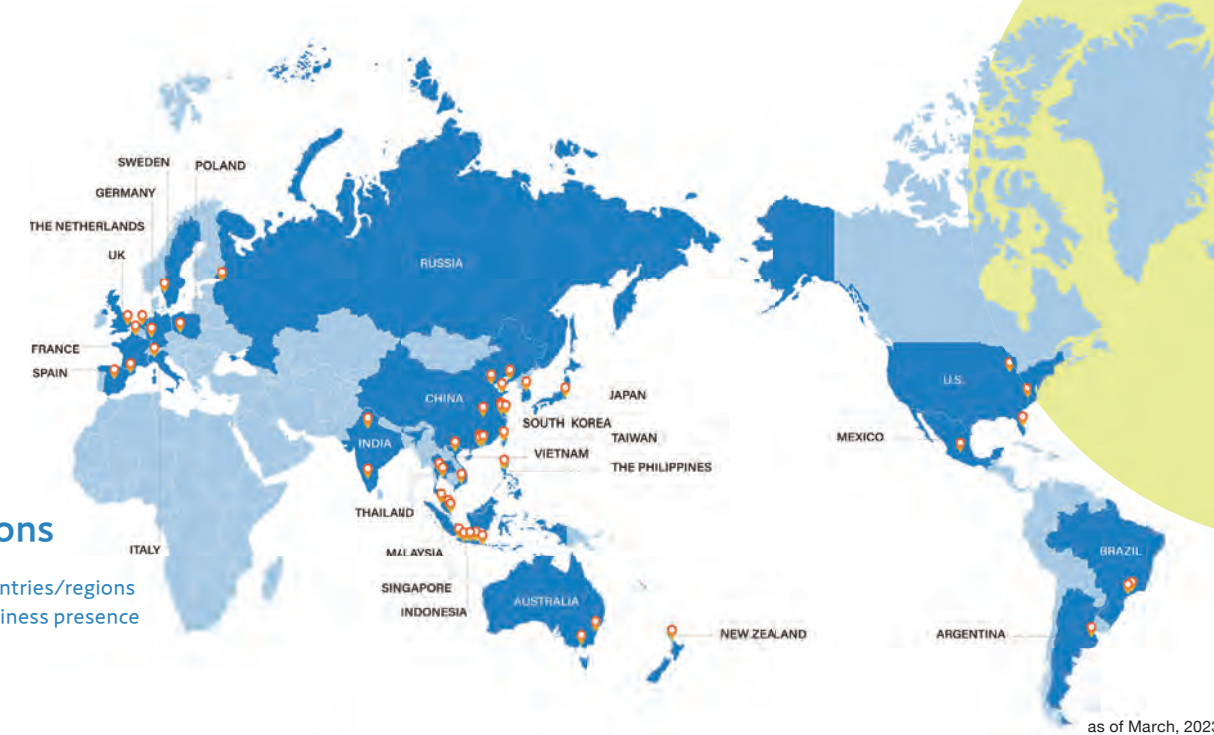 SWEDEN
POLAND
GERMANY
THE NETHERLANDS
UK
RUSSIA
FRANCE
SPAIN
CHINA
JAPAN
U.S.
SOUTH KOREA
TAIWAN
MEXICO
INDIA
VIETNAM
THE PHILIPPINES
THAILAND
ons
ITALY
MALAYSIA
BRAZIL
ntries/regions
SINGAPORE
AUSTRALIA
iness presence
INDONESIA
NEW ZEALAND
ARGENTINA
as of March, 2023